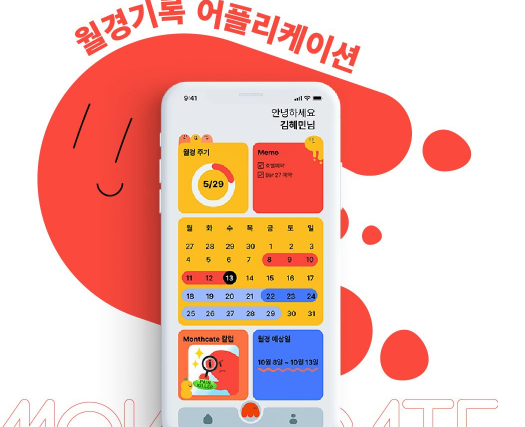 월경기록 어플리케이션
9:41
안녕하세요
김혜민님
월경 주기
5/29
Memo
월 화 수 목 금 토 일
27 28 29 30 1 2 3
4 5 6 7 8 9 10
11 12 13 14 15 16 17
18 19 20 21 22 23 24
25 26 27 28 29 30 31
Monthcate 칼럼
월경 예상일
10월 8일 ~ 10월 13일